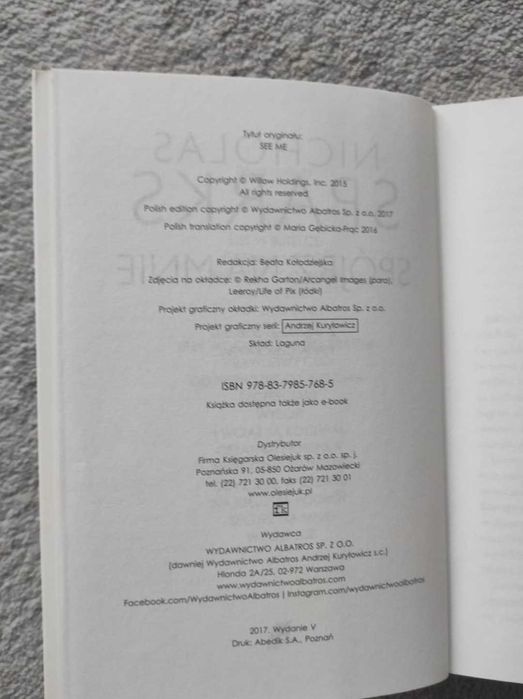 Tytuł oryginału:
SEE ME
Copyright © Willow Holdings, Inc. 2015
All rights reserved
Polish edition copyright © Wydawnictwo Albatros Sp. z o.o. 2017
Polish translation copyright © Maria Gębicka-Frąc 2016
Redakcja: Beata Kołodziejska
Zdjęcia na okładce: © Rekha Garton/Arcangel Images (para),
Leeroy/Life of Pix (łódki)
Projekt graficzny okładki: Wydawnictwo Albatros Sp. z o.o.
Projekt graficzny serii: Andrzej Kuryłowicz
Skład: Laguna
ISBN 978-83-7985-768-5
Książka dostępna także jako e-book
Dystrybutor
Firma Księgarska Olesiejuk sp. z o.o. sp. j.
Poznańska 91, 05-850 Ożarów Mazowiecki
tel. (22) 721 30 00, faks (22) 721 30 01
www.olesiejuk.pl
Wydawca
WYDAWNICTWO ALBATROS SP. Z O.O.
(dawniej Wydawnictwo Albatros Andrzej Kuryłowicz s.c.)
Hlonda 2A/25, 02-972 Warszawa
www.wydawnictwoalbatros.com
Facebook.com/WydawnictwoAlbatros | Instagram.com/wydawnictwoalbatros
2017. Wydanie V
Druk: Abedik S.A., Poznań